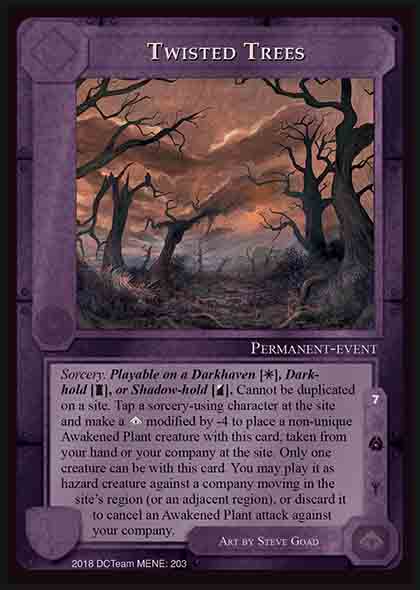 TWISTED TREES
PERMANENT-EVENT
Sorcery. Playable on a Darkhaven [], Dark-
hold [], or Shadow-hold []. Cannot be duplicated
on a site. Tap a sorcery-using character at the site
and make a modified by -4 to place a non-unique
Awakened Plant creature with this card, taken from
your hand or your company at the site. Only one
creature can be with this card. You may play it as
hazard creature against a company moving in the
site's region (or an adjacent region), or discard it
to cancel an Awakened Plant attack against
your company.
7
ART BY STEVE GOAD
2018 DCTeam MENE: 203